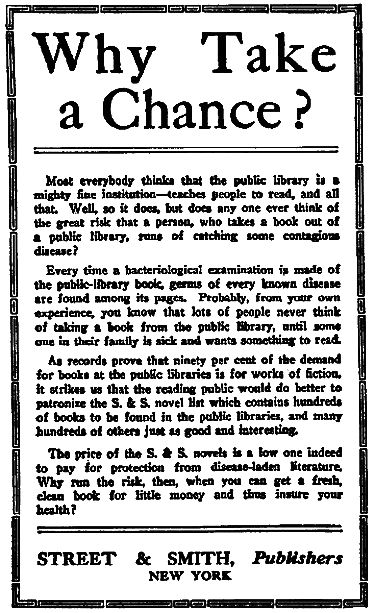 Why Take
a Chance?
Most everybody thinks that the public library is a
mighty fine institution—teaches people to read, and all
that. Well, so it does, but does any one ever think of
the great risk that a person, who takes a book out of
a public library, runs of catching some contagious
disease?
Every time a bacteriological examination is made of
the public-library book, germs of every known disease
are found among its pages. Probably, from your own
experience, you know that lots of people never think
of taking a book from the public library, until some
one in their family is sick and wants something to read.
As records prove that ninety per cent of the demand
for books at the public libraries is for works of fiction,
it strikes us that the reading public would do better to
patronize the S. & S. novel list which contains hundreds
of books to be found in the public libraries, and many
hundreds of others just as good and interesting.
The price of the S. & S. novels is a low one indeed
to pay for protection from disease-laden literature.
Why run the risk, then, when you can get a fresh,
clean book for little money and thus insure your
health?
STREET & SMITH, Publishers
NEW YORK